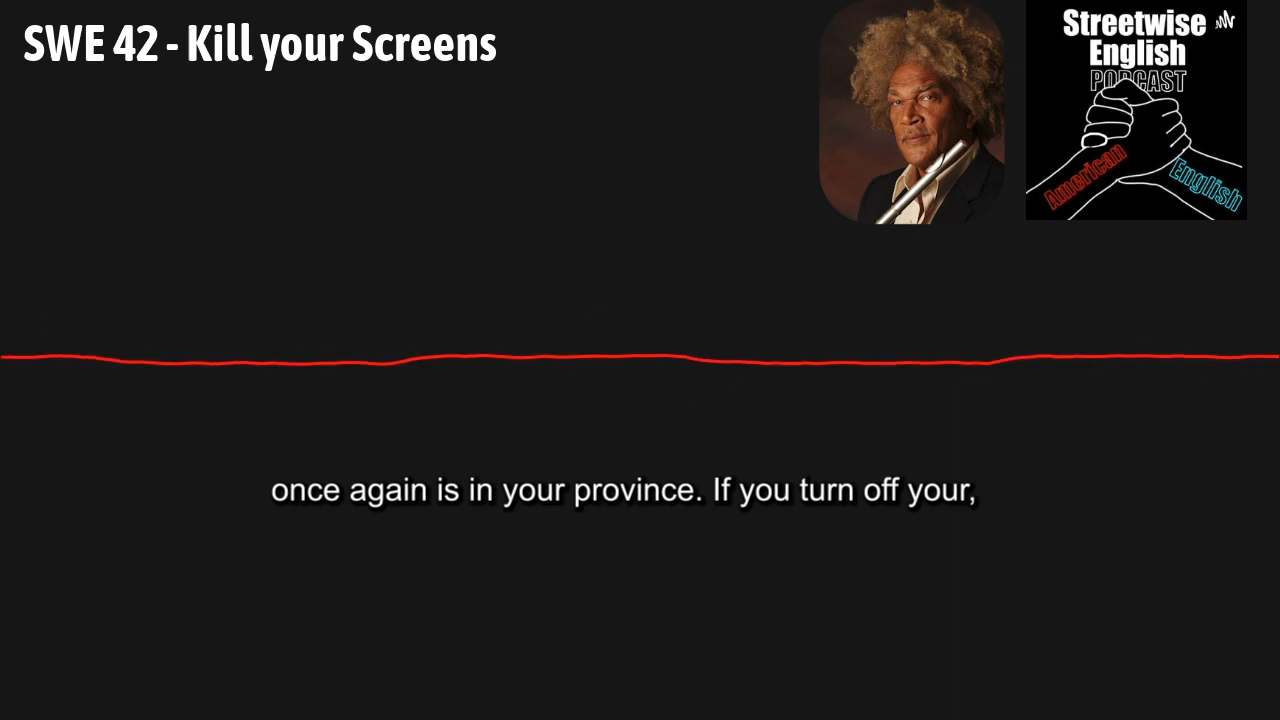 SWE 42 - Kill your Screens
Streetwise
English
PODCAST
American
English
once again is in your province. If you turn off your,